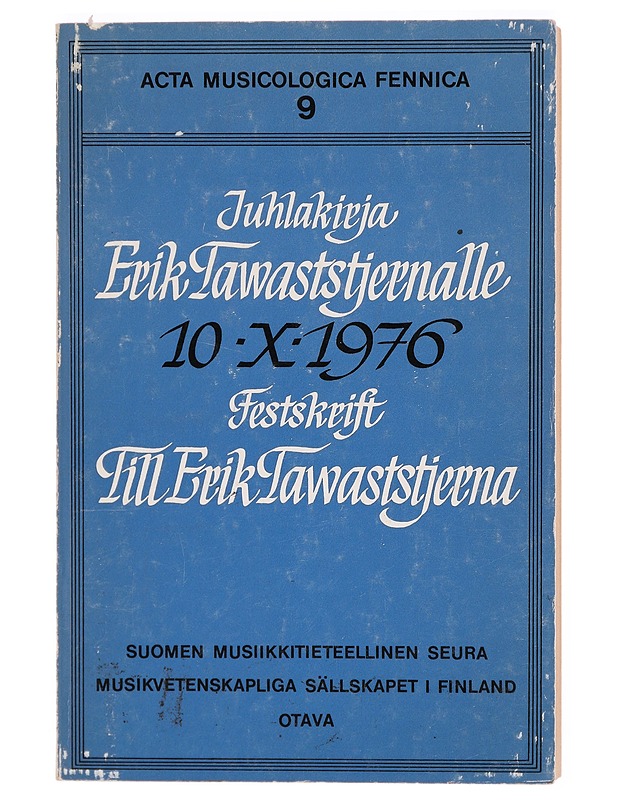 ACTA MUSICOLOGICA FENNICA
9
Juhlakirja
Erik Tawaststjernalle
10·X·1976
Festskrift
Till Erik Tawaststjerna
SUOMEN MUSIIKKITIETEELLINEN SEURA
MUSIKVETENSKAPLIGA SÄLLSKAPET I FINLAND
OTAVA